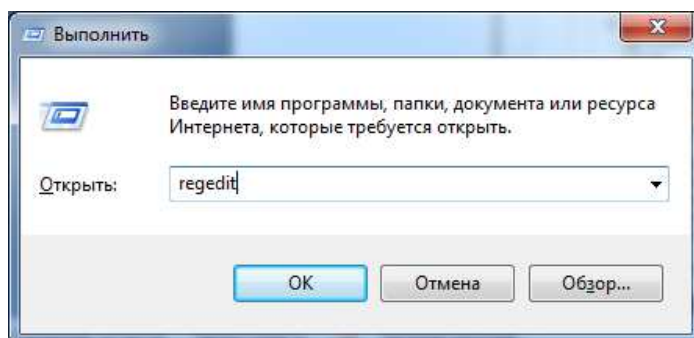 Выполнить
Введите имя программы, папки, документа или ресурса
Интернета, которые требуется открыть.
Открыть: regedit
OK Отмена Обзор...